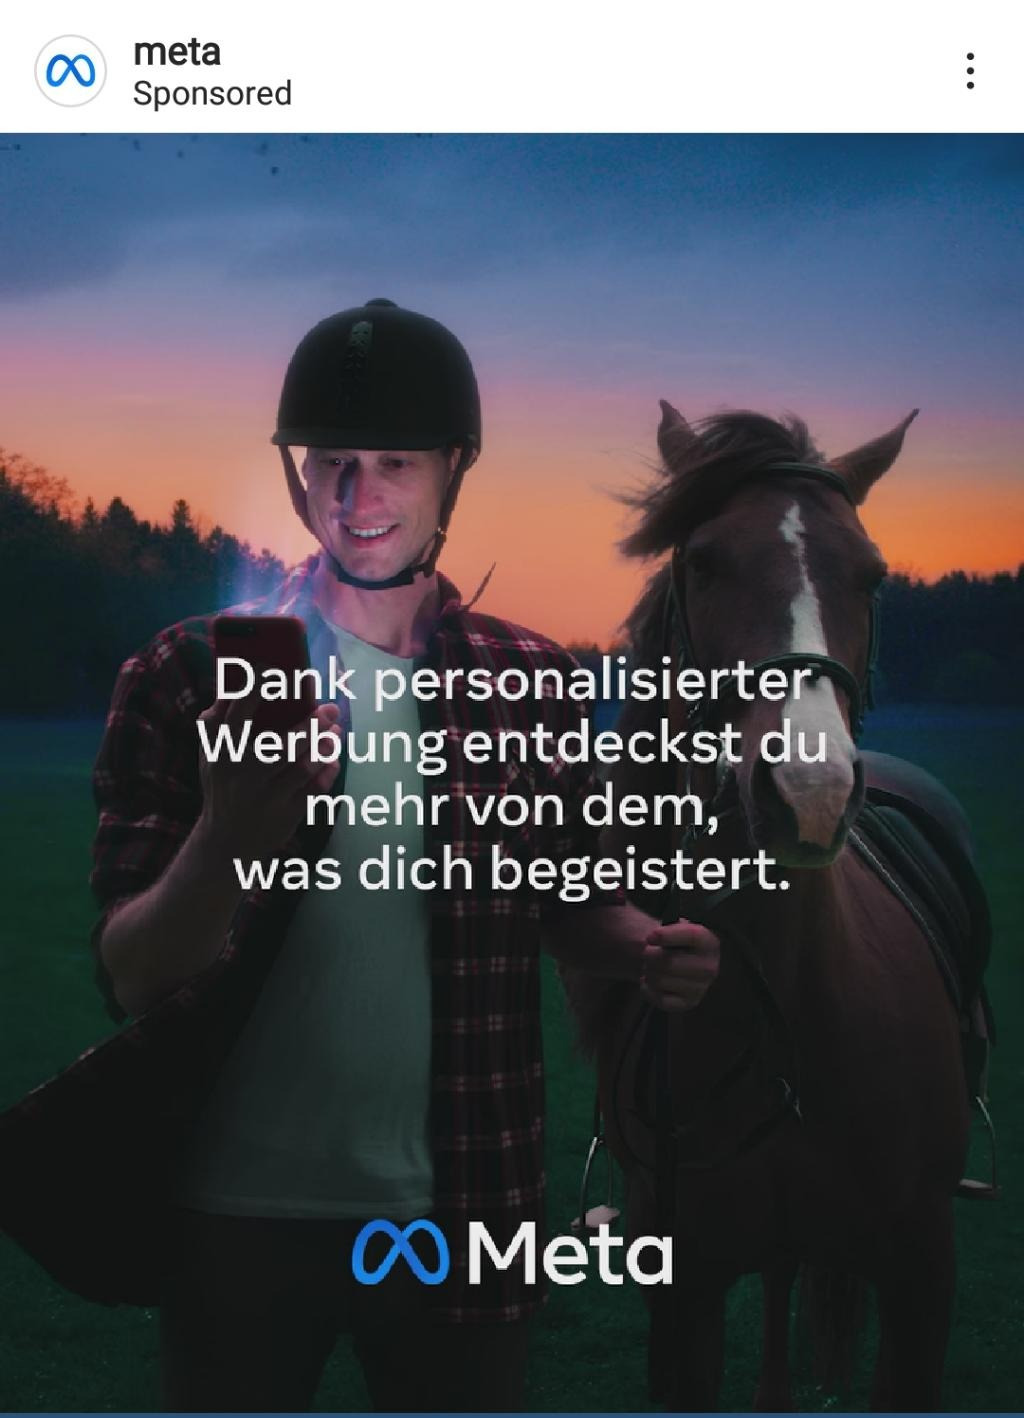 meta
Sponsored
Dank personalisierter
Werbung entdeckst du
mehr von dem,
was dich begeistert.
Meta